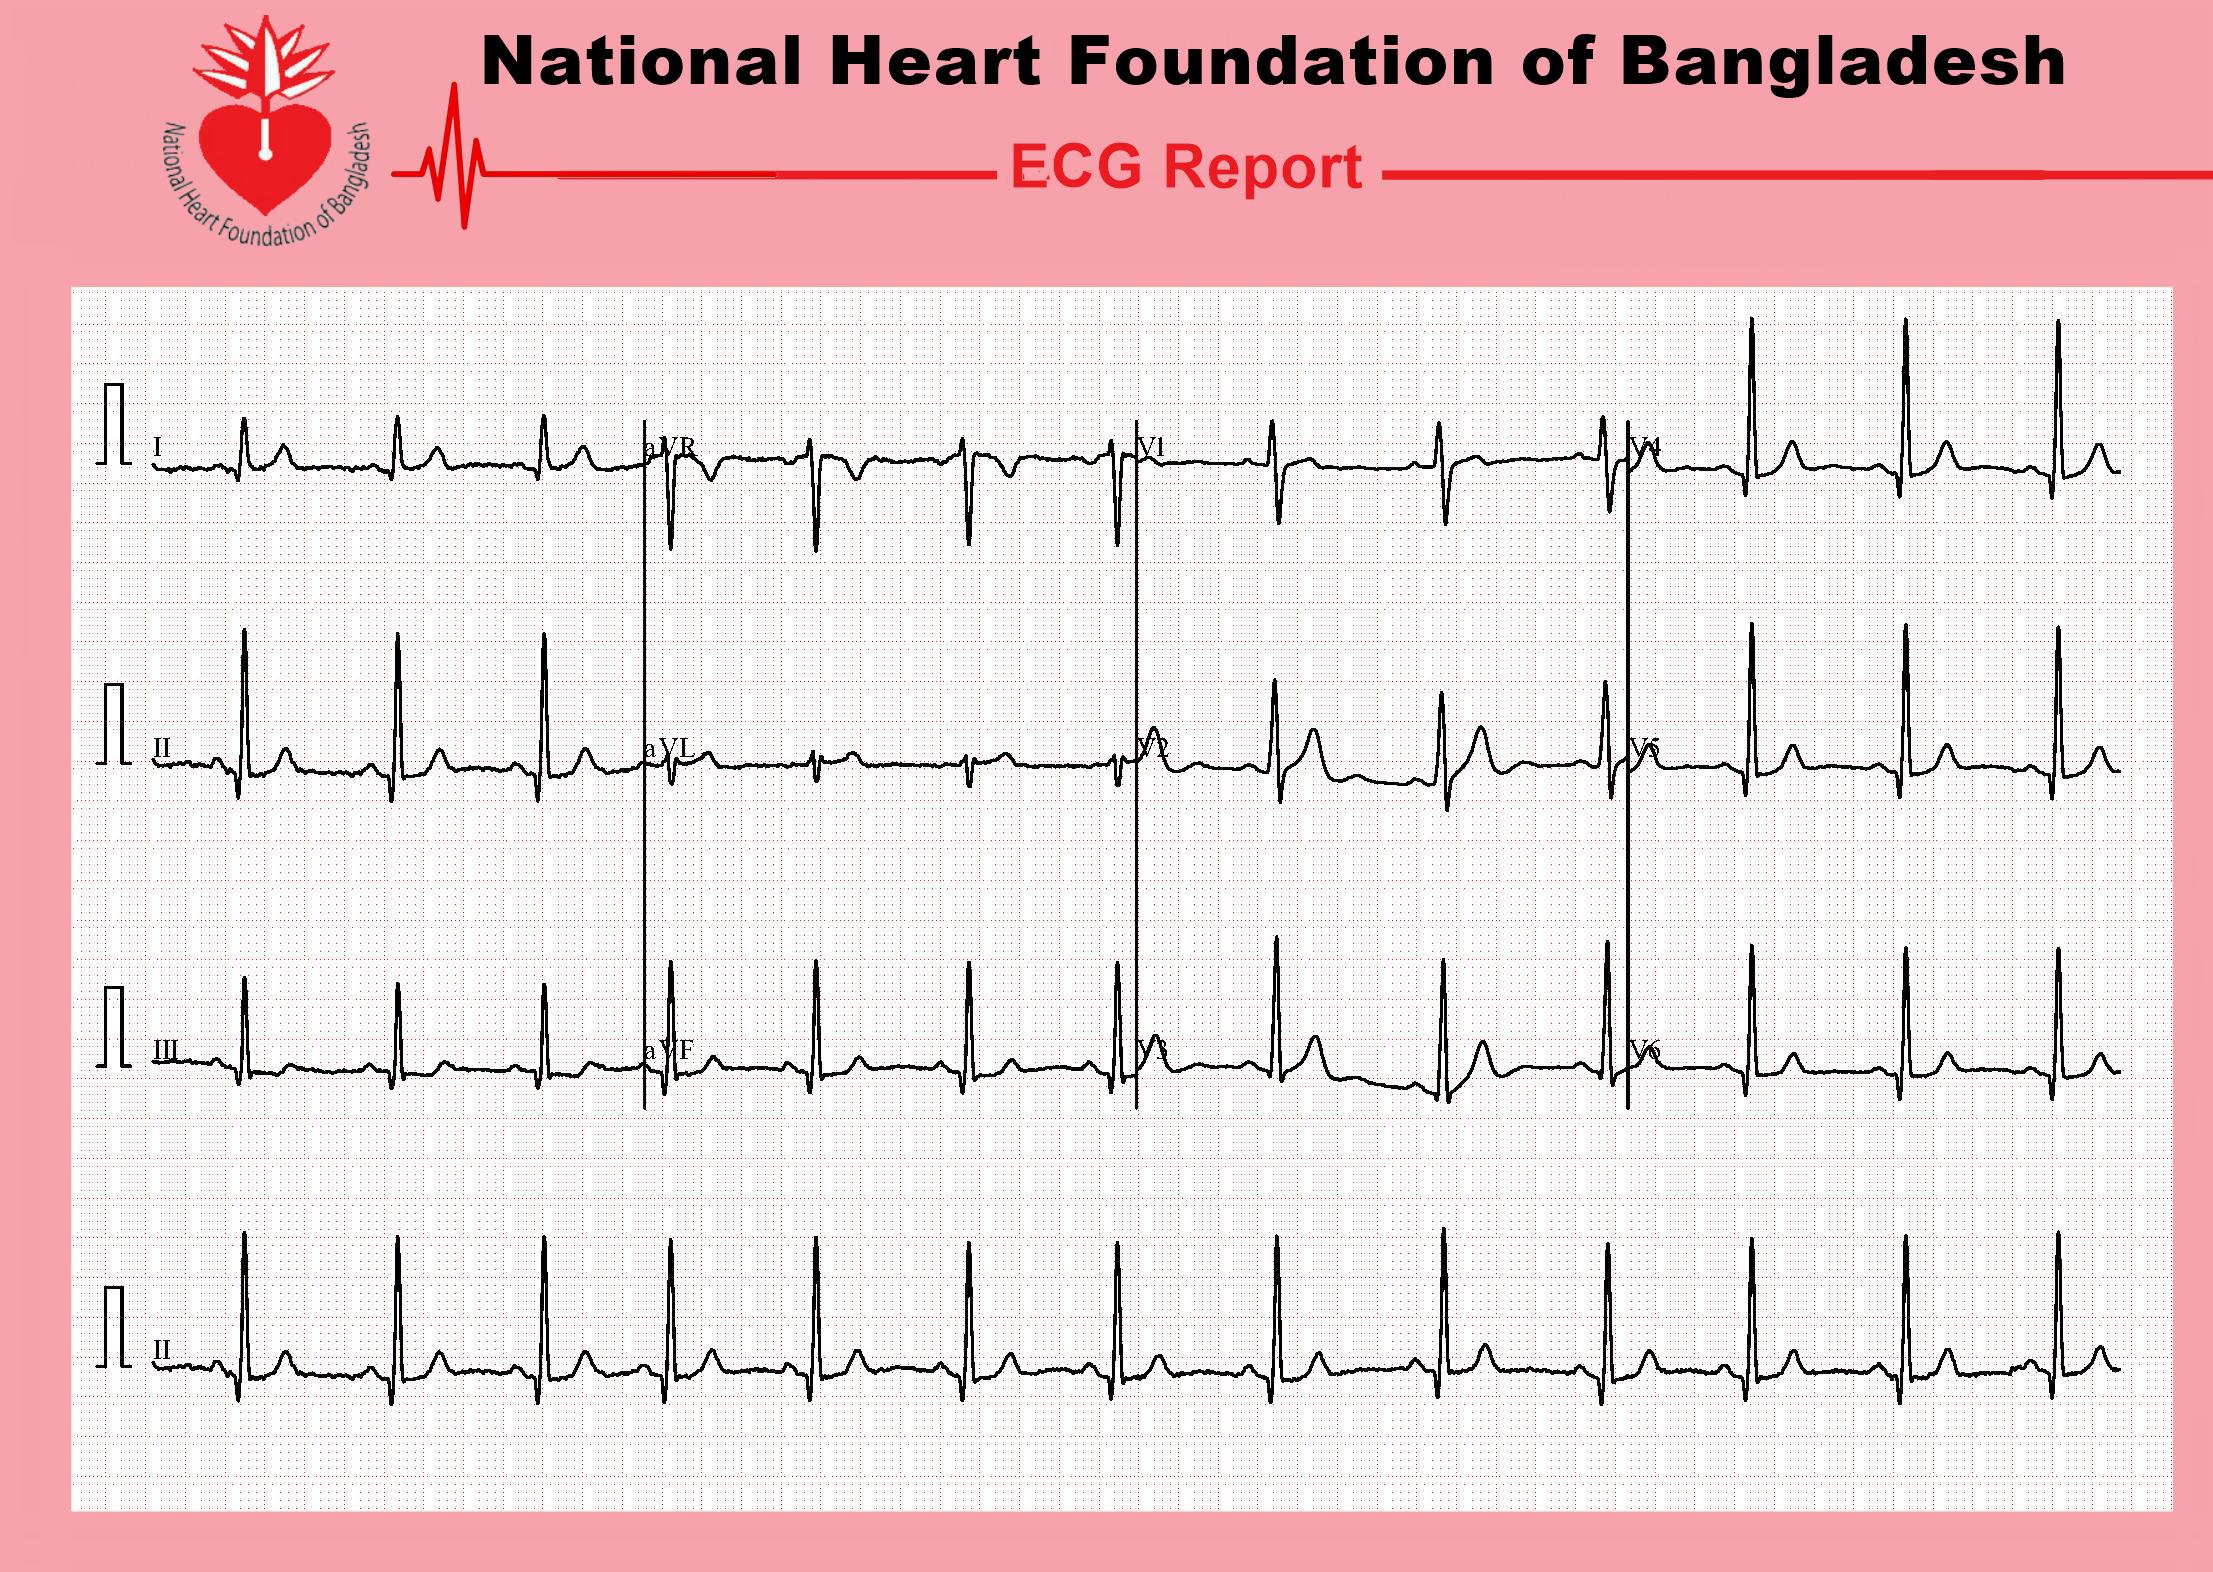 National Heart Foundation of Bangladesh
National Heart Foundation of Bangladesh
ECG Report
I aVR V1 V4
II aVL V2 V5
III aVF V3 V6
II